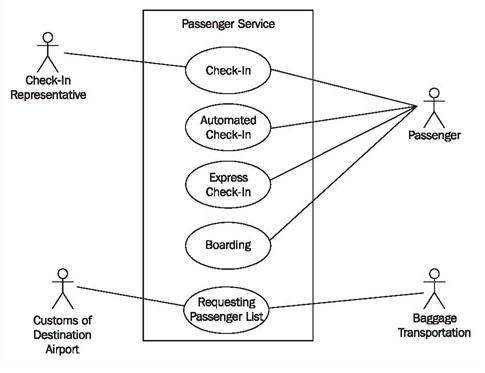 Passenger Service
Check-In
Representative
Check-In
Automated
Check-In
Passenger
Express
Check-In
Boarding
Customs of
Destination
Airport
Requesting
Passenger List
Baggage
Transportation